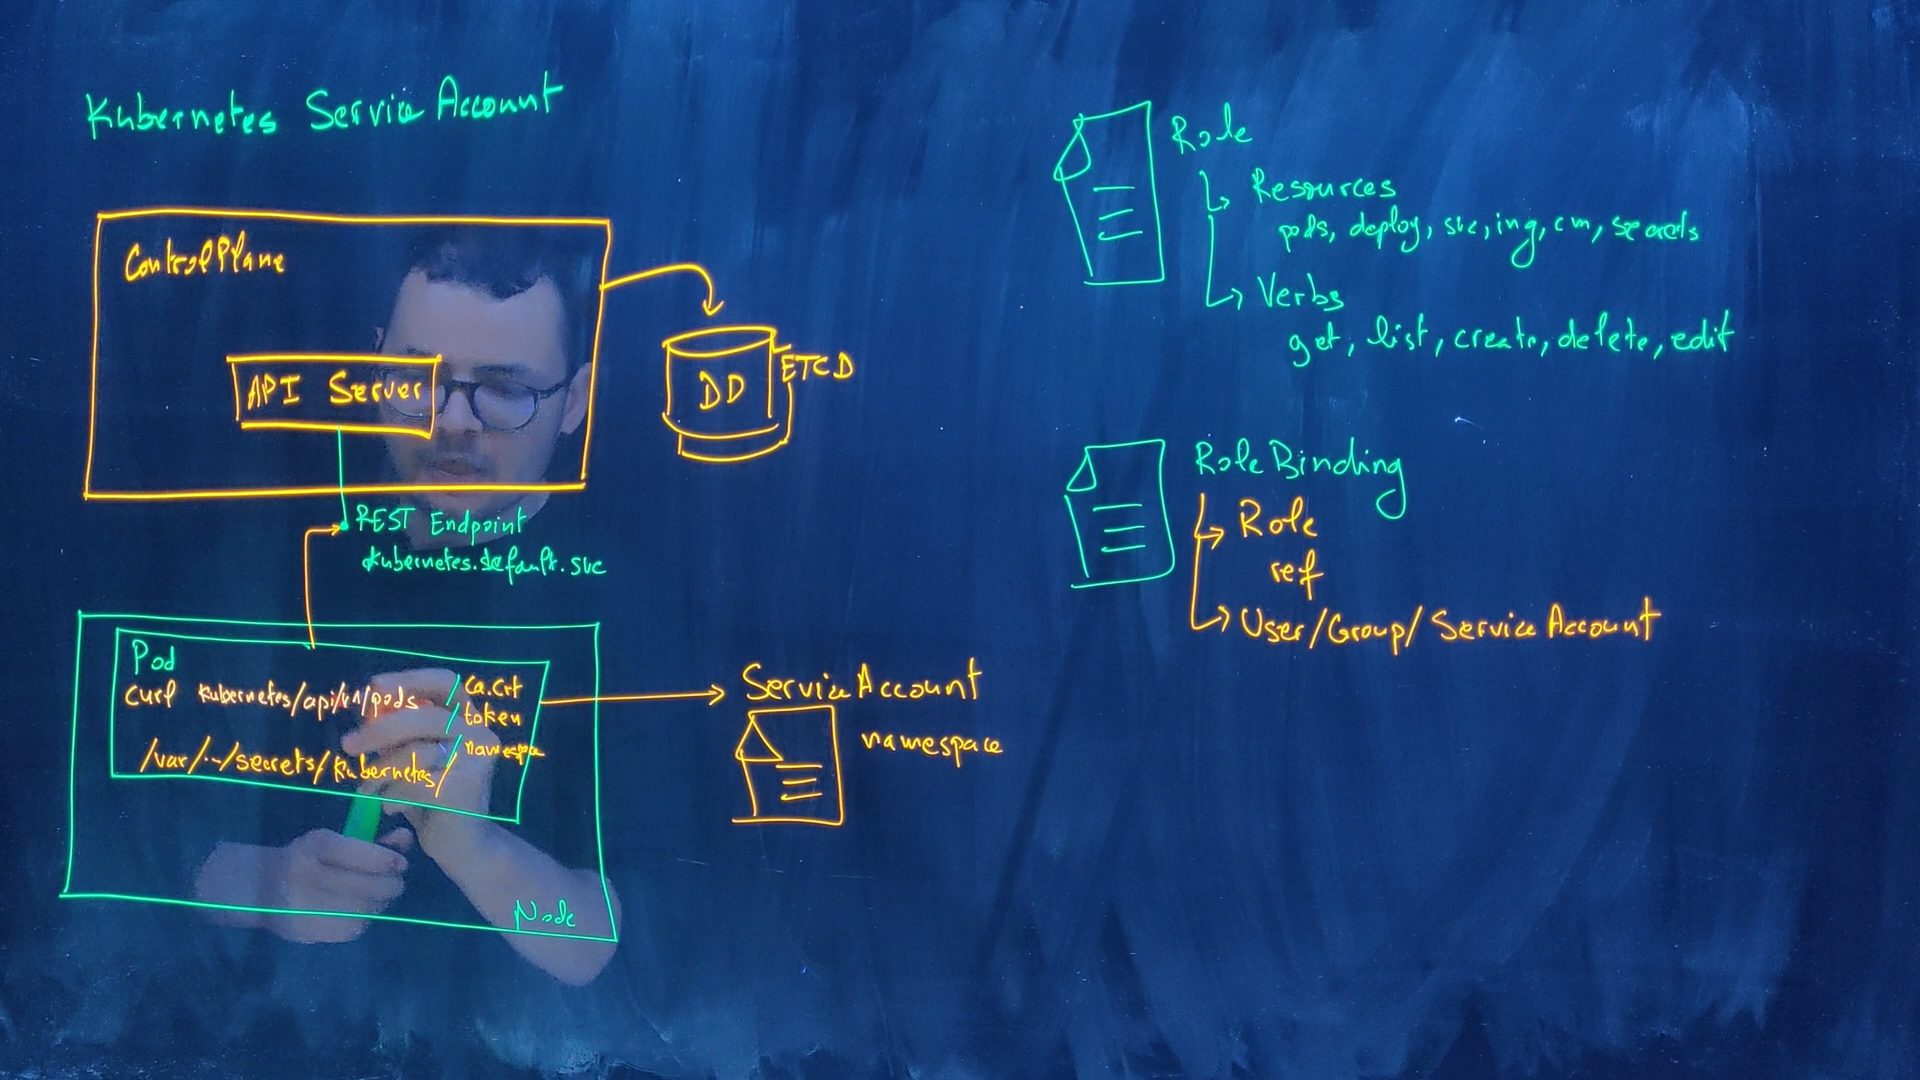 Kubernetes Service Account
Control Plane
API Server
DD
ETCD
REST Endpoint
kubernetes.default.svc
Pod
curl kubernetes/api/v1/pods
/var/../secrets/kubernetes/
/ca.crt
/token
/namespa
Node
Service Account
namespace
Role
Resources
pods, deploy, svc, ing, cm, secrets
Verbs
get, list, create, delete, edit
Role Binding
Role
ref
User/Group/Service Account